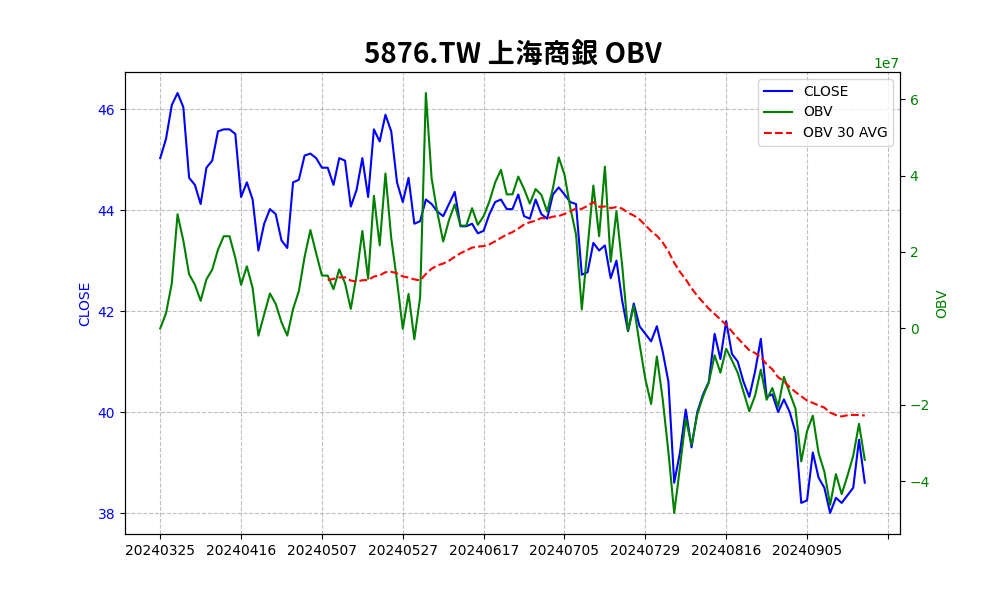 5876.TW 上海商銀 OBV
1e7
CLOSE
OBV
OBV 30 AVG
46
44
42
40
38
CLOSE
6
4
2
0
−2
−4
OBV
20240325 20240416 20240507 20240527 20240617 20240705 20240729 20240816 20240905